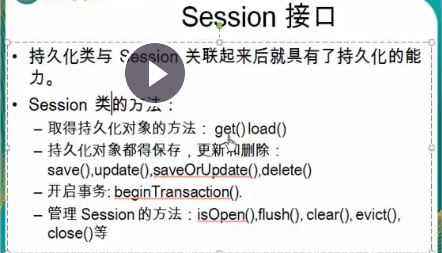 Session 接口
• 持久化类与 Session 关联起来后就具有了持久化的能
力。
• Session 类的方法：
– 取得持久化对象的方法： get() load()
– 持久化对象都得保存，更新和删除：
save(),update(),saveOrUpdate(),delete()
– 开启事务: beginTransaction().
– 管理 Session 的方法：isOpen(),flush(), clear(), evict(),
close()等